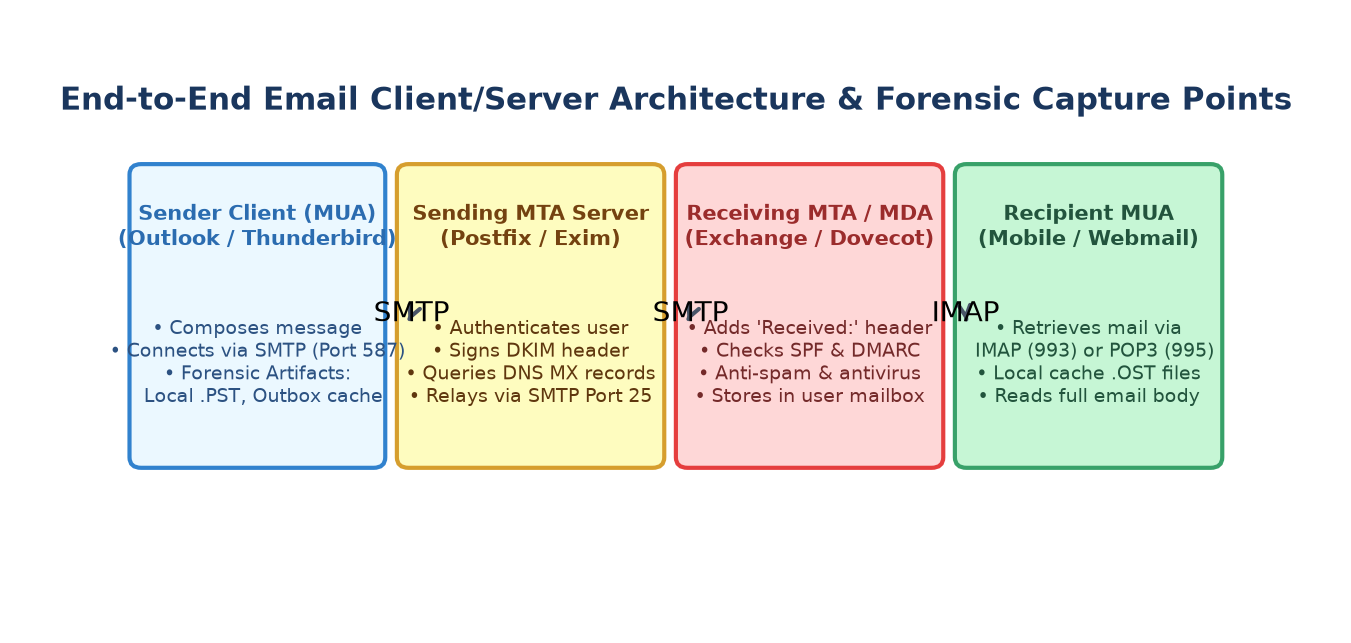 End-to-End Email Client/Server Architecture & Forensic Capture Points
Sender Client (MUA)
(Outlook / Thunderbird)
• Composes message
• Connects via SMTP (Port 587)
• Forensic Artifacts:
Local .PST, Outbox cache
SMTP
Sending MTA Server
(Postfix / Exim)
• Authenticates user
• Signs DKIM header
• Queries DNS MX records
• Relays via SMTP Port 25
SMTP
Receiving MTA / MDA
(Exchange / Dovecot)
• Adds 'Received:' header
• Checks SPF & DMARC
• Anti-spam & antivirus
• Stores in user mailbox
IMAP
Recipient MUA
(Mobile / Webmail)
• Retrieves mail via
IMAP (993) or POP3 (995)
• Local cache .OST files
• Reads full email body